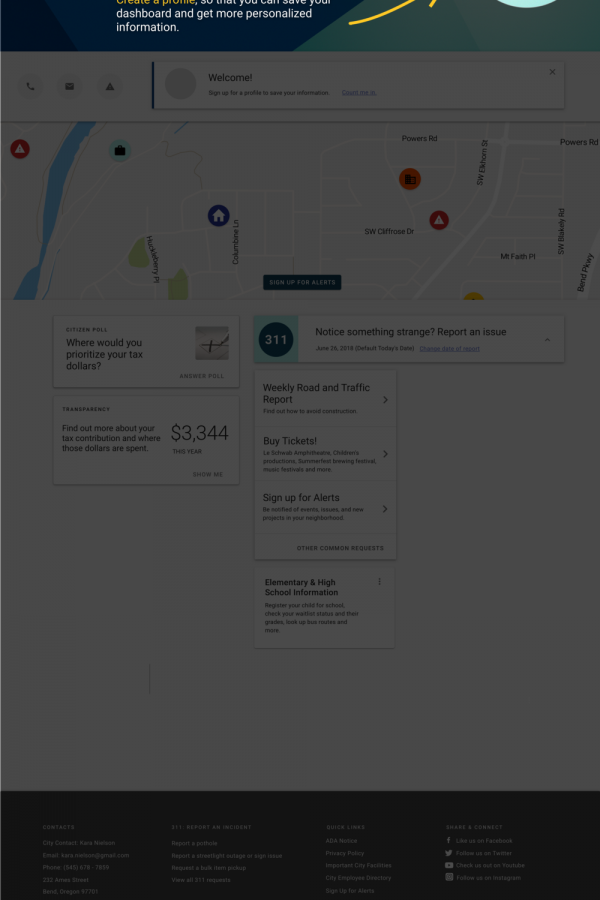 Create a profile, so that you can save your
dashboard and get more personalized
information.
Welcome!
Sign up for a profile to save your information.
Count me in.
Powers Rd
Powers Rd
SW Elkhorn St
SW Cliffrose Dr
SW Blakely Rd
Columbine Ln
Huckleberry Pl
Mt Faith Pl
Bend Pkwy
SIGN UP FOR ALERTS
CITIZEN POLL
Where would you
prioritize your tax
dollars?
ANSWER POLL
TRANSPARENCY
Find out more about your
tax contribution and where
those dollars are spent.
$3,344
THIS YEAR
SHOW ME
311
Notice something strange? Report an issue
June 26, 2018 (Default Today's Date) Change date of report
Weekly Road and Traffic
Report
Find out how to avoid construction.
Buy Tickets!
Le Schwak Amphitheatre, Children's
productions, Summerfest brewing festival,
music festivals and more.
Sign up for Alerts
Be notified of events, issues, and new
projects in your neighborhood.
OTHER COMMON REQUESTS
Elementary & High
School Information
Register your child for school,
check your waitlist status and their
grades, look up bus routes and
more.
CONTACTS
City Contact: Kara Nielson
Email: kara-nielson@gmail.com
Phone: (545) 678 - 7899
232 Ames Street
Bend, Oregon 97701
311: REPORT AN INCIDENT
Report a pothole
Report a streetlight outage or sign issue
Request a bulk item pickup
View all 311 requests
QUICK LINKS
ADA Notice
Privacy Policy
Important City Facilities
City Employee Directory
Sign Up for Alerts
SHARE & CONNECT
Like us on Facebook
Follow us on Twitter
Check us out on Youtube
Follow us on Instagram